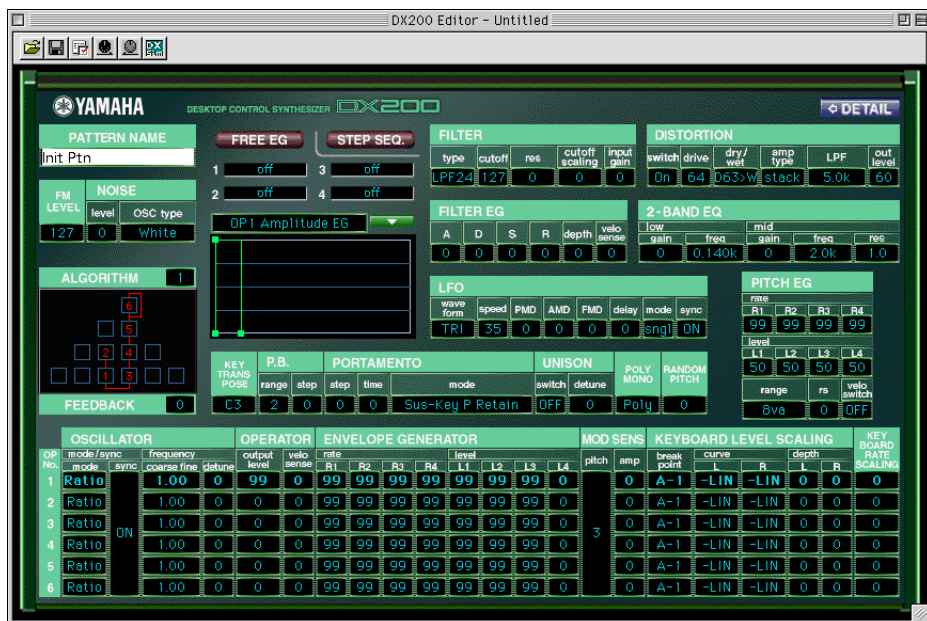 DX200 Editor - Untitled
DX Sim
YAMAHA DESKTOP CONTROL SYNTHESIZER DX200 DETAIL
PATTERN NAME
Init Ptn
FREE EG STEP SEQ.
1 off 3 off
2 off 4 off
FM LEVEL
127
NOISE
level OSC type
0 White
OP1 Amplitude EG
ALGORITHM 1
6
5
2 4
1 3
FEEDBACK 0
FILTER
type cutoff res cutoff scaling input gain
LPF24 127 0 0 0
DISTORTION
switch drive dry/wet amp type LPF out level
On 64 D63>W stack 5.0k 60
FILTER EG
A D S R depth velo sense
0 0 0 0 0 0
2-BAND EQ
low mid
gain freq gain freq res
0 0.140k 0 2.0k 1.0
LFO
wave form speed PMD AMD FMD delay mode sync
TRI 35 0 0 0 0 sngl ON
PITCH EG
rate
R1 R2 R3 R4
99 99 99 99
level
L1 L2 L3 L4
50 50 50 50
range rs velo switch
8va 0 OFF
KEY TRANS POSE
C3
P.B.
range step
2 0
PORTAMENTO
step time mode
0 0 Sus-Key P Retain
UNISON
switch detune
OFF 0
POLY MONO
Poly
RANDOM PITCH
0
OSCILLATOR OPERATOR ENVELOPE GENERATOR MOD SENS KEYBOARD LEVEL SCALING KEY BOARD RATE SCALING
OP No. mode/sync frequency output level velo sense rate level pitch amp break point curve depth
mode sync coarse fine detune R1 R2 R3 R4 L1 L2 L3 L4 L R L R
1 Ratio 1.00 0 99 0 99 99 99 99 99 99 99 0 0 A-1 -LIN -LIN 0 0 0
2 Ratio 1.00 0 0 0 99 99 99 99 99 99 99 0 0 A-1 -LIN -LIN 0 0 0
3 Ratio ON 1.00 0 0 0 99 99 99 99 99 99 99 0 3 0 A-1 -LIN -LIN 0 0 0
4 Ratio 1.00 0 0 0 99 99 99 99 99 99 99 0 0 A-1 -LIN -LIN 0 0 0
5 Ratio 1.00 0 0 0 99 99 99 99 99 99 99 0 0 A-1 -LIN -LIN 0 0 0
6 Ratio 1.00 0 0 0 99 99 99 99 99 99 99 0 0 A-1 -LIN -LIN 0 0 0